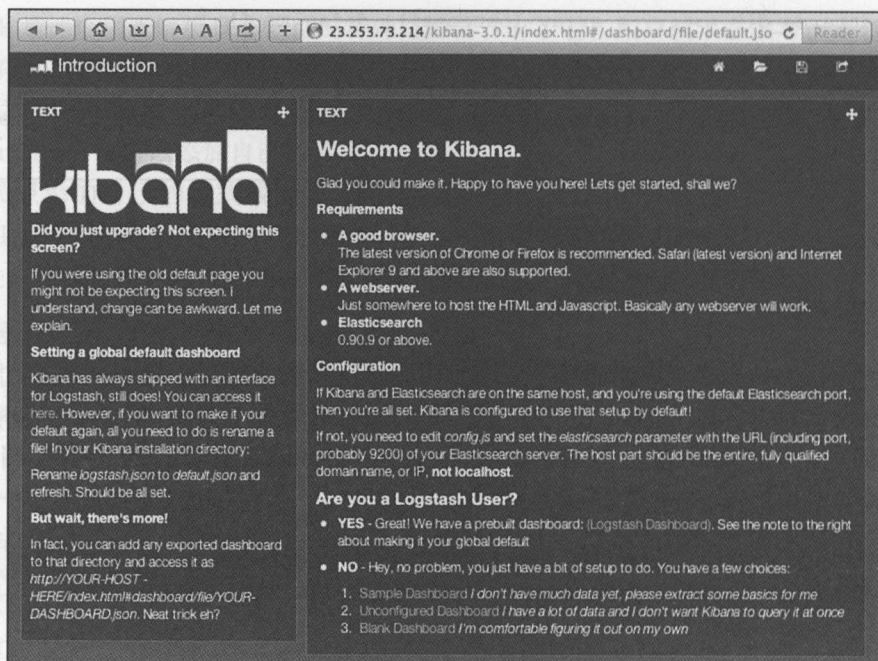 A A
+
23.253.73.214/kibana-3.0.1/index.html#/dashboard/file/default.jso
Reader
Introduction
TEXT
kibana
Did you just upgrade? Not expecting this
screen?
If you were using the old default page you
might not be expecting this screen. I
understand, change can be awkward. Let me
explain.
Setting a global default dashboard
Kibana has always shipped with an interface
for Logstash, still does! You can access it
here. However, if you want to make it your
default again, all you need to do is rename a
file! In your Kibana installation directory:
Rename logstash.json to default.json and
refresh. Should be all set.
But wait, there's more!
In fact, you can add any exported dashboard
to that directory and access it as
http://YOUR-HOST -
HERE/index.html#dashboard/file/YOUR-
DASHBOARD.json. Neat trick eh?
TEXT
Welcome to Kibana.
Glad you could make it. Happy to have you here! Lets get started, shall we?
Requirements
• A good browser.
The latest version of Chrome or Firefox is recommended. Safari (latest version) and Internet
Explorer 9 and above are also supported.
• A webserver.
Just somewhere to host the HTML and Javascript. Basically any webserver will work.
• Elasticsearch
0.90.9 or above.
Configuration
If Kibana and Elasticsearch are on the same host, and you're using the default Elasticsearch port,
then you're all set. Kibana is configured to use that setup by default!
If not, you need to edit config.js and set the elasticsearch parameter with the URL (including port,
probably 9200) of your Elasticsearch server. The host part should be the entire, fully qualified
domain name, or IP, not localhost.
Are you a Logstash User?
• YES - Great! We have a prebuilt dashboard: (Logstash Dashboard). See the note to the right
about making it your global default
• NO - Hey, no problem, you just have a bit of setup to do. You have a few choices:
1. Sample Dashboard I don't have much data yet, please extract some basics for me
2. Unconfigured Dashboard I have a lot of data and I don't want Kibana to query it at once
3. Blank Dashboard I'm comfortable figuring it out on my own